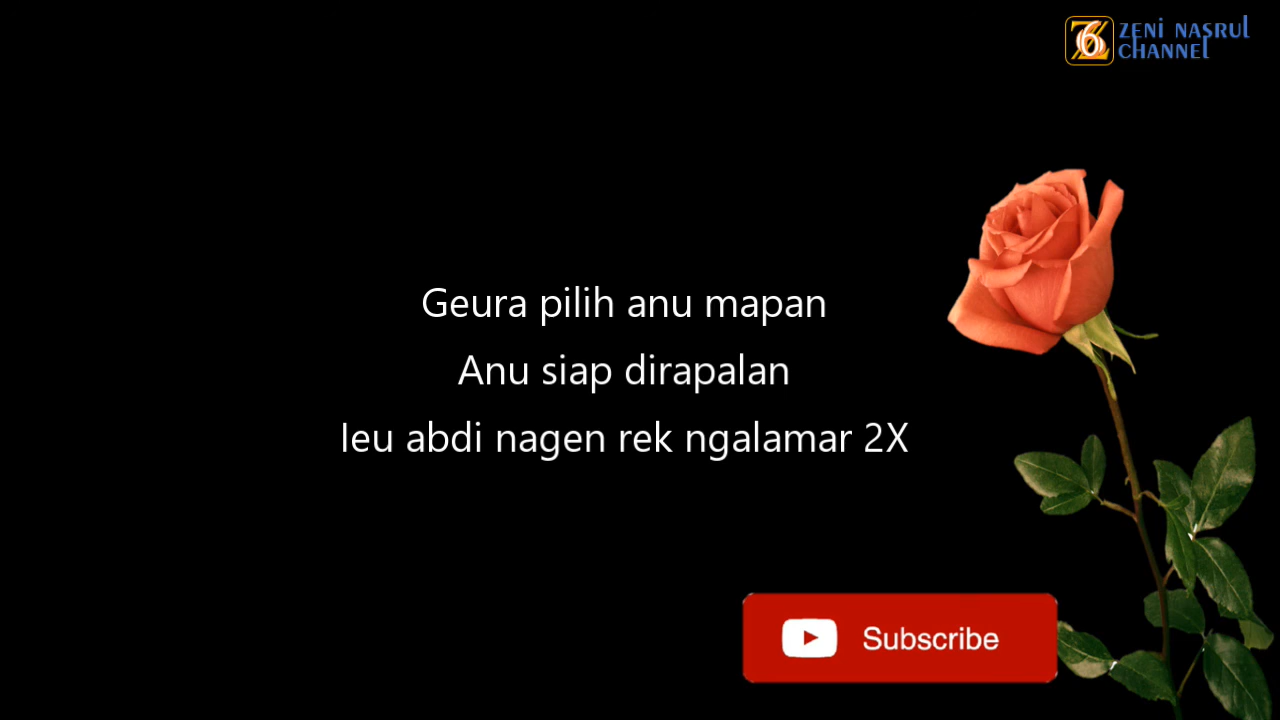 ZENI NASRUL
CHANNEL
Geura pilih anu mapan
Anu siap dirapalan
Ieu abdi nagen rek ngalamar 2X
Subscribe